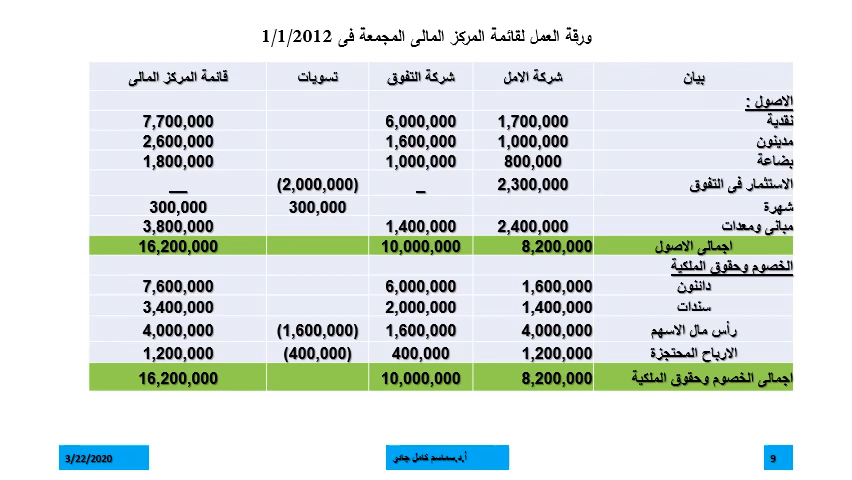 ورقة العمل لقائمة المركز المالى المجمعة فى 1/1/2012
بيان شركة الامل شركة التفوق تسويات قائمة المركز المالى
الاصول :
نقدية 1,700,000 6,000,000 7,700,000
مدينون 1,000,000 1,600,000 2,600,000
بضاعة 800,000 1,000,000 1,800,000
الاستثمار فى التفوق 2,300,000 _ (2,000,000) __
شهرة 300,000 300,000
مبانى ومعدات 2,400,000 1,400,000 3,800,000
اجمالى الاصول 8,200,000 10,000,000 16,200,000
الخصوم وحقوق الملكية
دائنون 1,600,000 6,000,000 7,600,000
سندات 1,400,000 2,000,000 3,400,000
رأس مال الاسهم 4,000,000 1,600,000 (1,600,000) 4,000,000
الارباح المحتجزة 1,200,000 400,000 (400,000) 1,200,000
اجمالى الخصوم وحقوق الملكية 8,200,000 10,000,000 16,200,000
9 أ.د.سماسم كامل جادو 3/22/2020